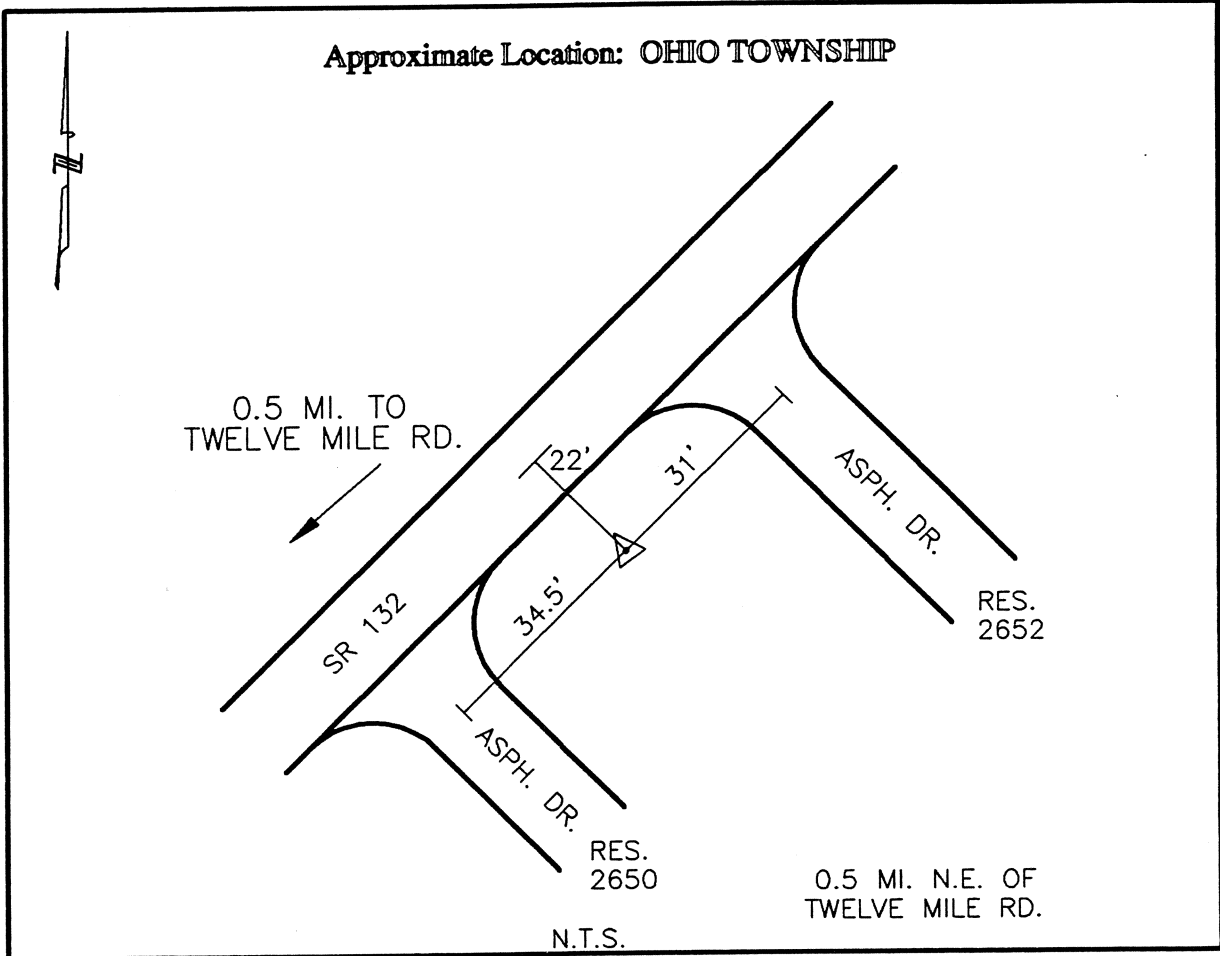 Approximate Location: OHIO TOWNSHIP
N
0.5 MI. TO
TWELVE MILE RD.
22'
31'
ASPH. DR.
34.5'
SR 132
RES.
2652
ASPH. DR.
RES.
2650
0.5 MI. N.E. OF
TWELVE MILE RD.
N.T.S.